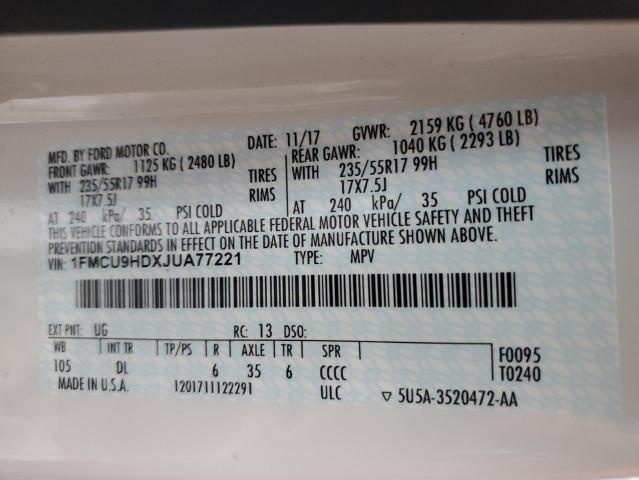 MFD. BY FORD MOTOR CO. DATE: 11/17 GVWR: 2159 KG ( 4760 LB)
FRONT GAWR: 1125 KG ( 2480 LB) REAR GAWR: 1040 KG ( 2293 LB)
WITH 235/55R17 99H TIRES WITH 235/55R17 99H TIRES
17X7.5J RIMS 17X7.5J RIMS
AT 240 kPa/ 35 PSI COLD AT 240 kPa/ 35 PSI COLD
THIS VEHICLE CONFORMS TO ALL APPLICABLE FEDERAL MOTOR VEHICLE SAFETY AND THEFT
PREVENTION STANDARDS IN EFFECT ON THE DATE OF MANUFACTURE SHOWN ABOVE.
VIN: 1FMCU9HDXJUA77221 TYPE: MPV
EXT PNT: UG RC: 13 DSO:
WB INT TR TP/PS R AXLE TR SPR F0095
105 DL 6 35 6 CCCC T0240
MADE IN U.S.A. 1201711122291 ULC ▽ 5U5A-3520472-AA